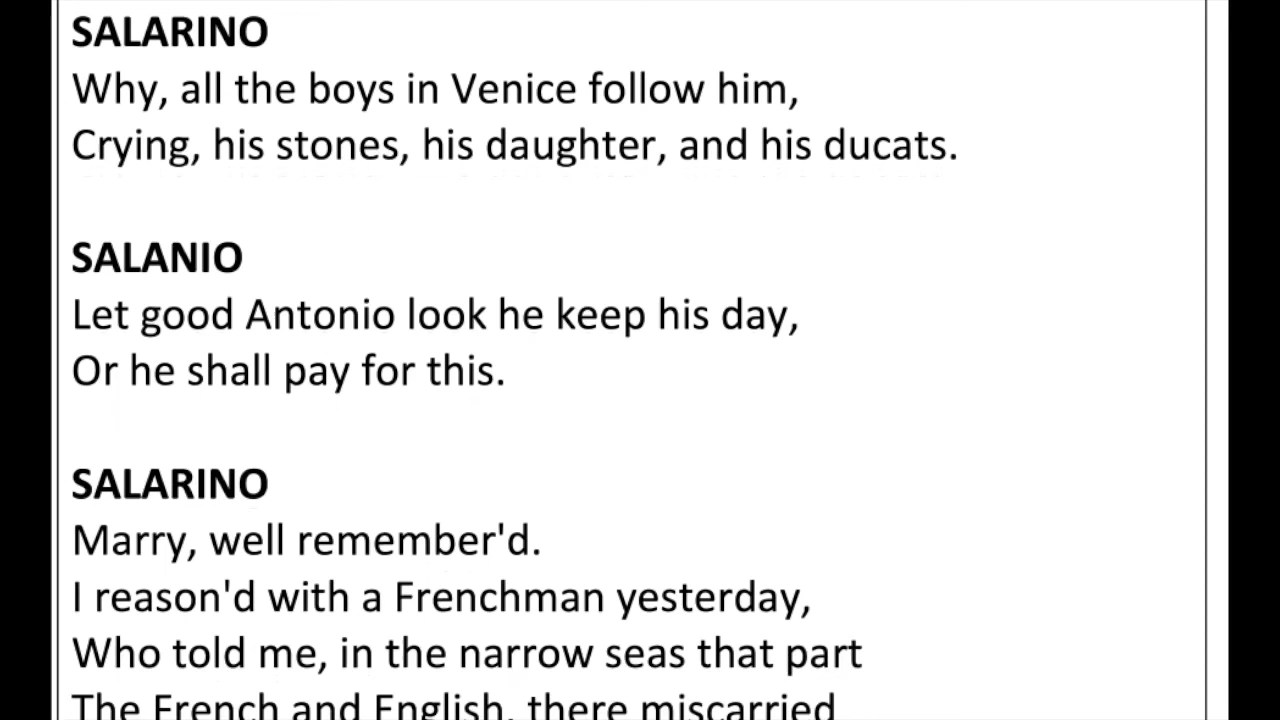 SALARINO
Why, all the boys in Venice follow him,
Crying, his stones, his daughter, and his ducats.
SALANIO
Let good Antonio look he keep his day,
Or he shall pay for this.
SALARINO
Marry, well remember'd.
I reason'd with a Frenchman yesterday,
Who told me, in the narrow seas that part
The French and English, there miscarried